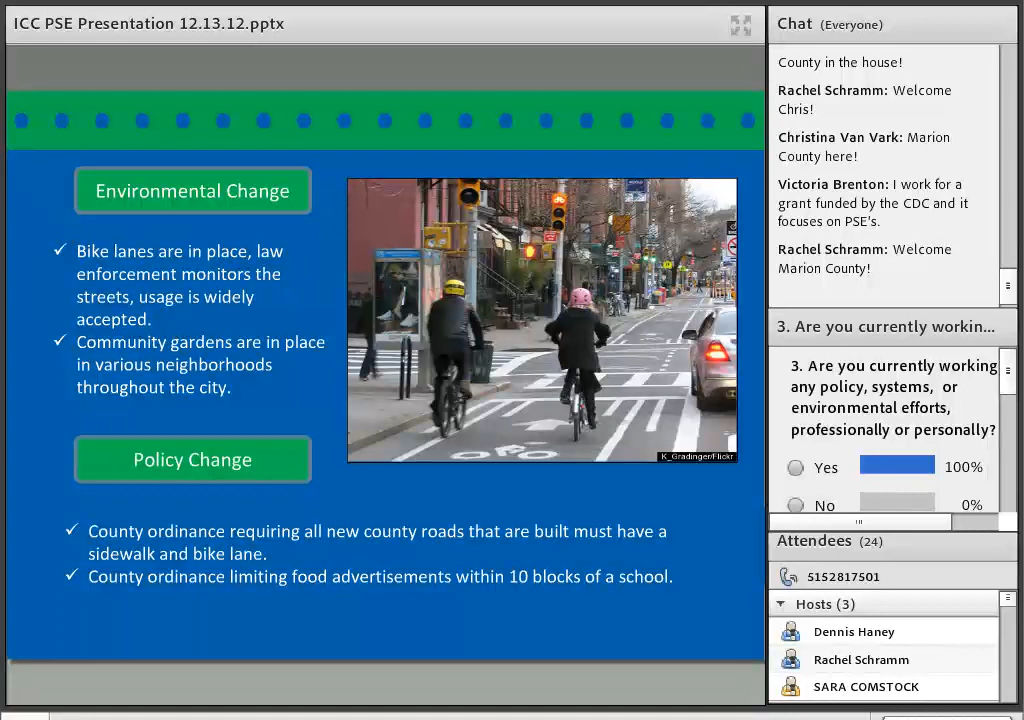 ICC PSE Presentation 12.13.12.pptx
Environmental Change
✓ Bike lanes are in place, law
enforcement monitors the
streets, usage is widely
accepted.
✓ Community gardens are in place
in various neighborhoods
throughout the city.
K_Gradinger/Flickr
Policy Change
✓ County ordinance requiring all new county roads that are built must have a
sidewalk and bike lane.
✓ County ordinance limiting food advertisements within 10 blocks of a school.
Chat (Everyone)
County in the house!
Rachel Schramm: Welcome
Chris!
Christina Van Vark: Marion
County here!
Victoria Brenton: I work for a
grant funded by the CDC and it
focuses on PSE's.
Rachel Schramm: Welcome
Marion County!
3. Are you currently workin...
3. Are you currently working
any policy, systems, or
environmental efforts,
professionally or personally?
Yes 100%
No 0%
Attendees (24)
5152817501
Hosts (3)
Dennis Haney
Rachel Schramm
SARA COMSTOCK